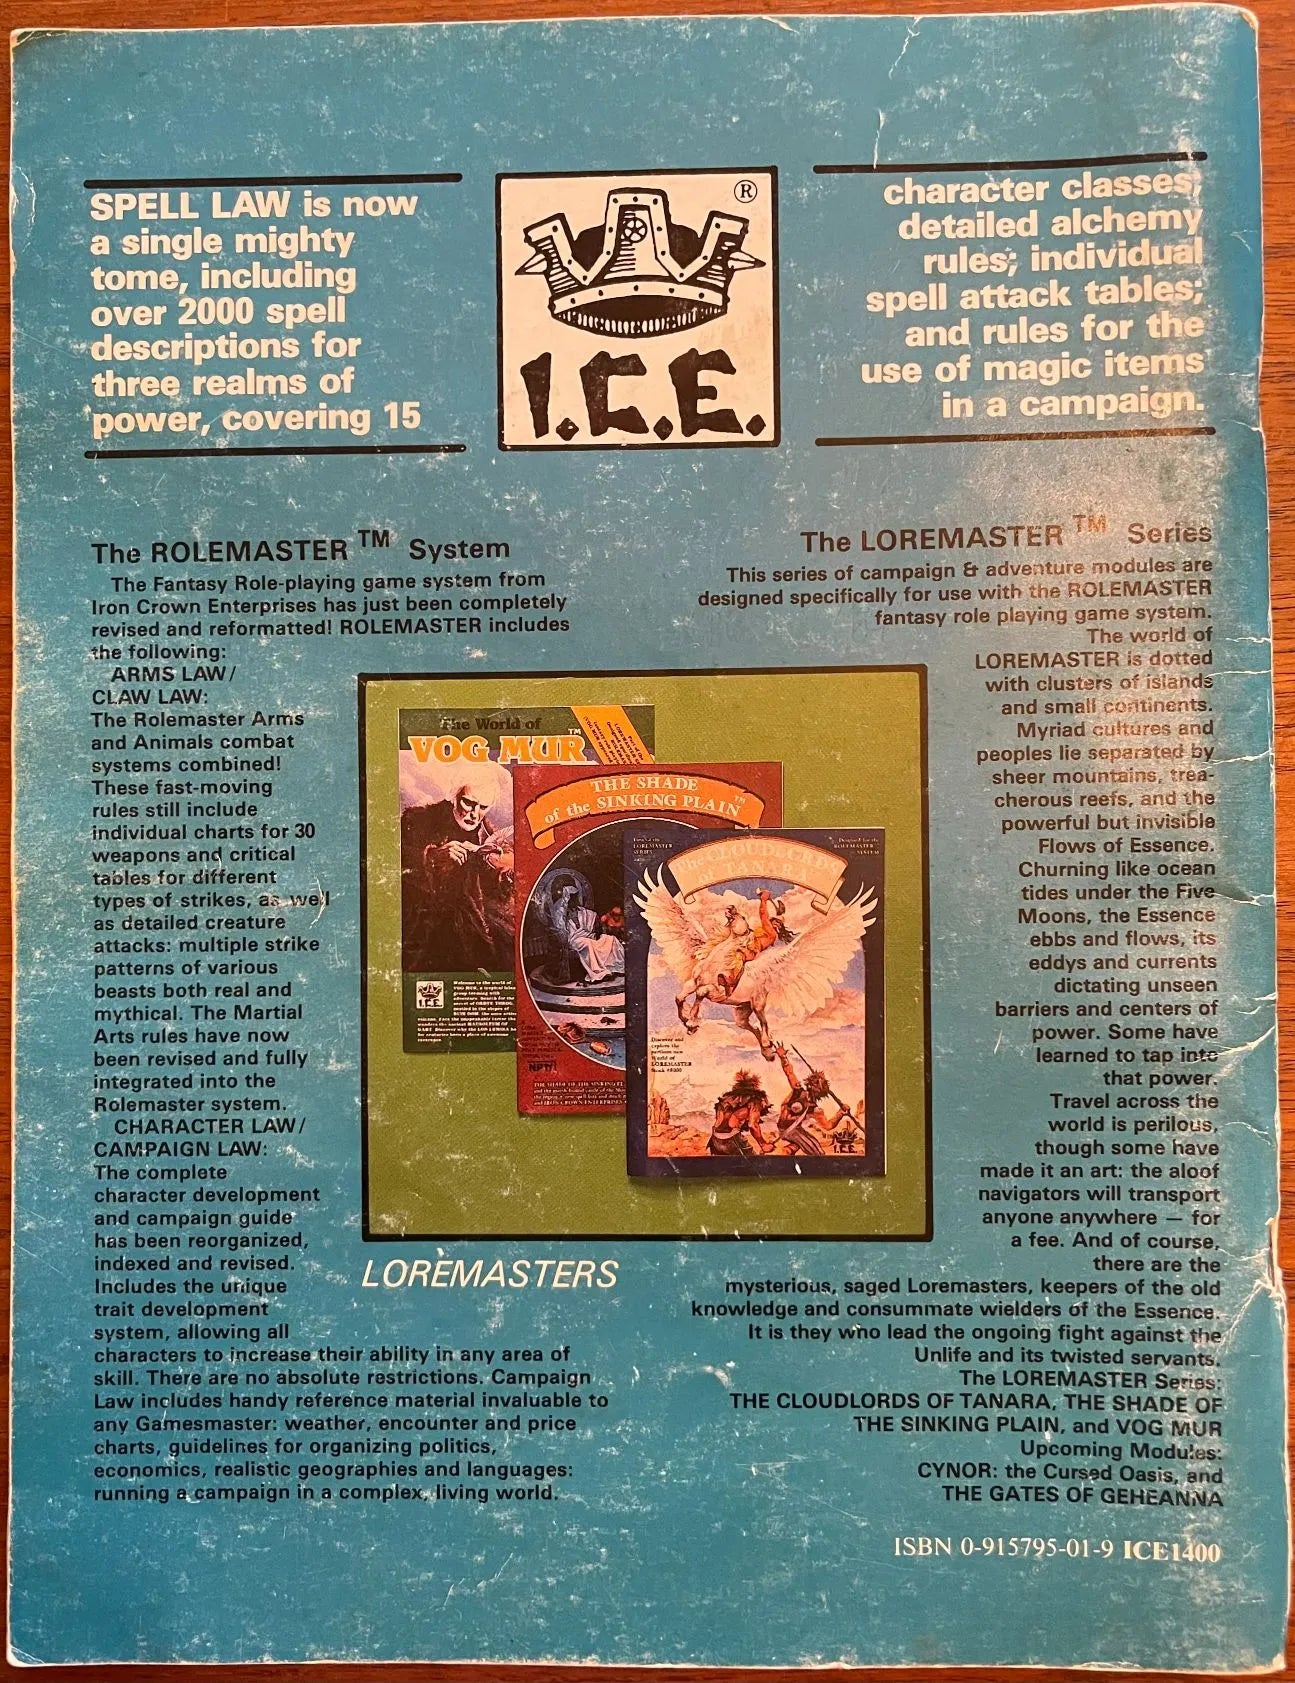 SPELL LAW is now
a single mighty
tome, including
over 2000 spell
descriptions for
three realms of
power, covering 15
®
I.C.E.
character classes;
detailed alchemy
rules; individual
spell attack tables;
and rules for the
use of magic items
in a campaign.
The ROLEMASTER™ System
The Fantasy Role-playing game system from
Iron Crown Enterprises has just been completely
revised and reformatted! ROLEMASTER includes
the following:
ARMS LAW/
CLAW LAW:
The Rolemaster Arms
and Animals combat
systems combined!
These fast-moving
rules still include
individual charts for 30
weapons and critical
tables for different
types of strikes, as well
as detailed creature
attacks: multiple strike
patterns of various
beasts both real and
mythical. The Martial
Arts rules have now
been revised and fully
integrated into the
Rolemaster system.
CHARACTER LAW/
CAMPAIGN LAW:
The complete
character development
and campaign guide
has been reorganized,
indexed and revised.
Includes the unique
trait development
system, allowing all
characters to increase their ability in any area of
skill. There are no absolute restrictions. Campaign
Law includes handy reference material invaluable to
any Gamesmaster: weather, encounter and price
charts, guidelines for organizing politics,
economics, realistic geographies and languages:
running a campaign in a complex, living world.
The World of
VOG MUR™
THE SHADE
of the SINKING PLAIN™
The CLOUDLORDS
of TANARA
Discover and
explore the
World of
LOREMASTER
I.C.E.
I.C.E.
LOREMASTERS
The LOREMASTER™ Series
This series of campaign & adventure modules are
designed specifically for use with the ROLEMASTER
fantasy role playing game system.
The world of
LOREMASTER is dotted
with clusters of islands
and small continents.
Myriad cultures and
peoples lie separated by
sheer mountains, trea-
cherous reefs, and the
powerful but invisible
Flows of Essence.
Churning like ocean
tides under the Five
Moons, the Essence
ebbs and flows, its
eddys and currents
dictating unseen
barriers and centers of
power. Some have
learned to tap into
that power.
Travel across the
world is perilous,
though some have
made it an art: the aloof
navigators will transport
anyone anywhere — for
a fee. And of course,
there are the
mysterious, saged Loremasters, keepers of the old
knowledge and consummate wielders of the Essence.
It is they who lead the ongoing fight against the
Unlife and its twisted servants.
The LOREMASTER Series:
THE CLOUDLORDS OF TANARA, THE SHADE OF
THE SINKING PLAIN, and VOG MUR
Upcoming Modules:
CYNOR: the Cursed Oasis, and
THE GATES OF GEHEANNA
ISBN 0-915795-01-9 ICE1400